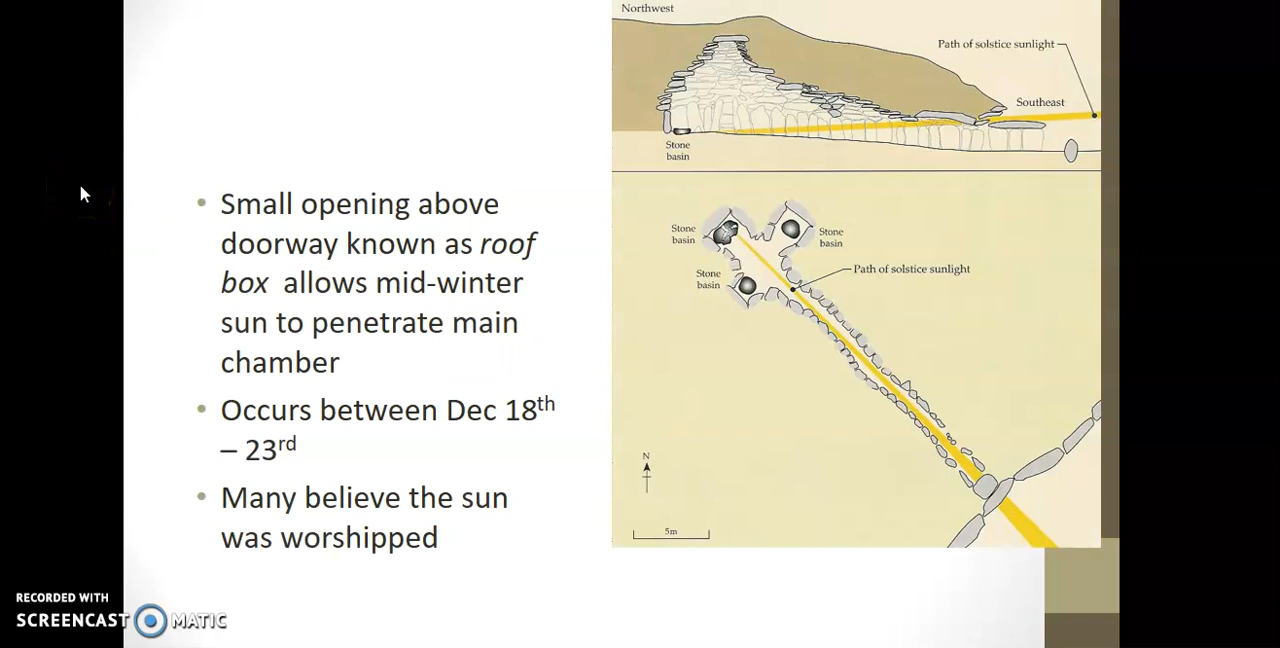 Northwest
Path of solstice sunlight
Southeast
Stone
basin
• Small opening above
doorway known as roof
box allows mid-winter
sun to penetrate main
chamber
• Occurs between Dec 18th
– 23rd
• Many believe the sun
was worshipped
Stone
basin
Stone
basin
Stone
basin
Path of solstice sunlight
N
5m
RECORDED WITH
SCREENCAST MATIC